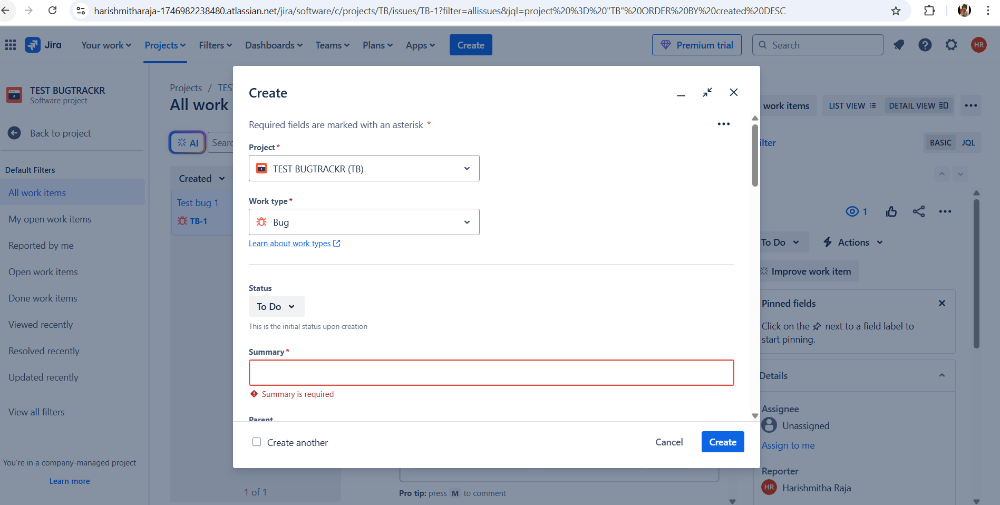 harishmitharaja-1746982238480.atlassian.net/jira/software/c/projects/TB/issues/TB-1?filter=allissues&jql=project%20%3D%20"TB"%20ORDER%20BY%20created%20DESC
Jira
Your work
Projects
Filters
Dashboards
Teams
Plans
Apps
Create
Premium trial
Search
HR
TEST BUGTRACKR
Software project
Back to project
Default Filters
All work items
My open work items
Reported by me
Open work items
Done work items
Viewed recently
Resolved recently
Updated recently
View all filters
You're in a company-managed project
Learn more
Projects / TES
All work
AI
Sear
Created
Test bug 1
TB-1
1 of 1
Create
Required fields are marked with an asterisk *
Project *
TEST BUGTRACKR (TB)
Work type *
Bug
Learn about work types
Status
To Do
This is the initial status upon creation
Summary *
Summary is required
Parent
Create another
Cancel
Create
Pro tip: press M to comment
work items
LIST VIEW
DETAIL VIEW
ilter
BASIC
JQL
1
To Do
Actions
Improve work item
Pinned fields
Click on the next to a field label to
start pinning.
Details
Assignee
Unassigned
Assign to me
Reporter
HR
Harishmitha Raja